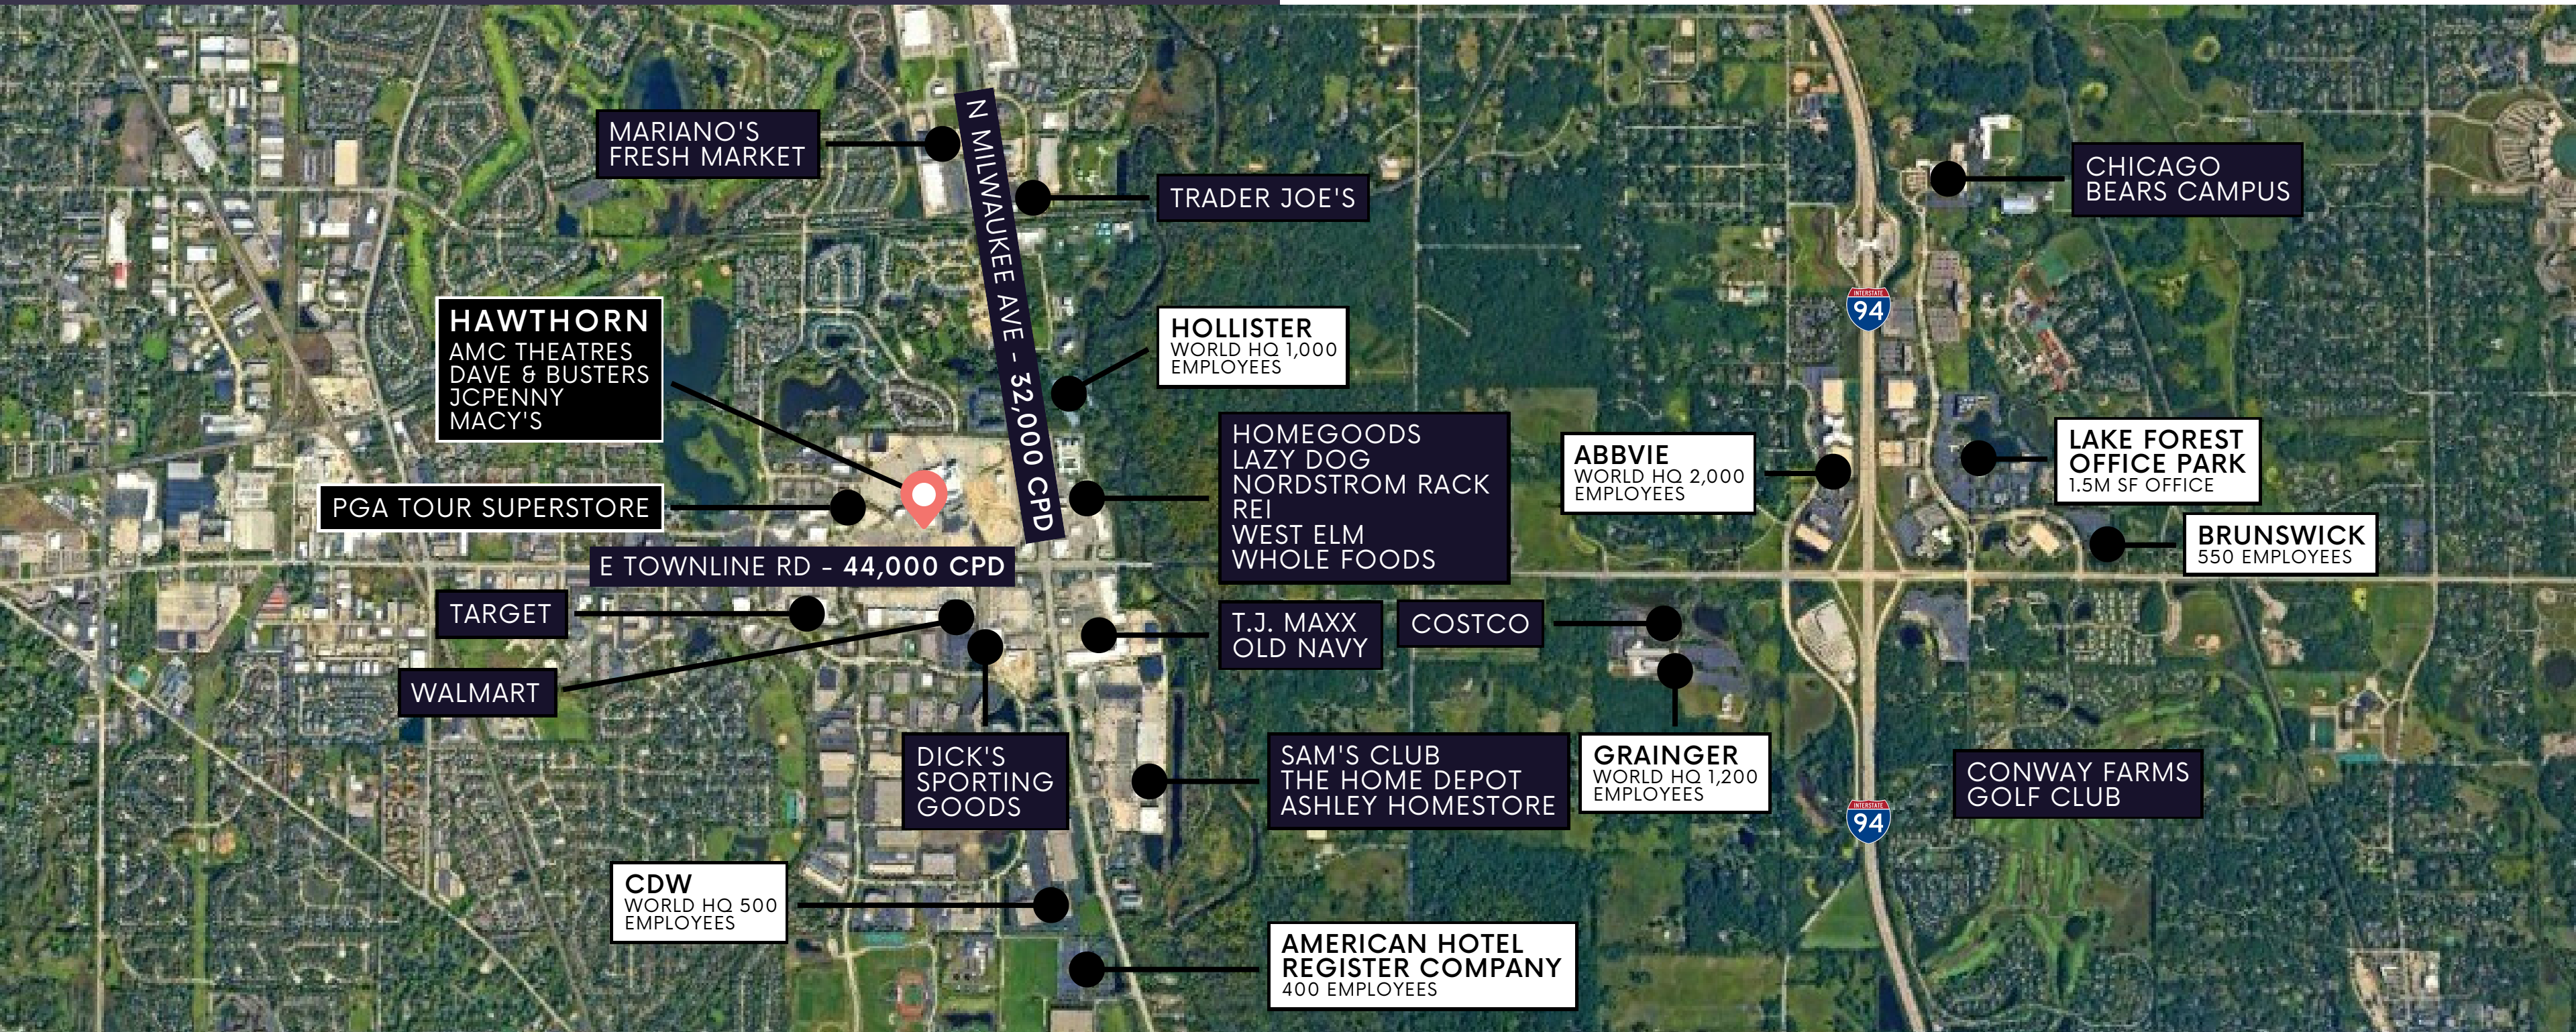 MARIANO'S
FRESH MARKET
N MILWAUKEE AVE - 32,000 CPD
TRADER JOE'S
CHICAGO
BEARS CAMPUS
HAWTHORN
AMC THEATRES
DAVE & BUSTERS
JCPENNY
MACY'S
INTERSTATE
94
HOLLISTER
WORLD HQ 1,000
EMPLOYEES
PGA TOUR SUPERSTORE
HOMEGOODS
LAZY DOG
NORDSTROM RACK
REI
WEST ELM
WHOLE FOODS
ABBVIE
WORLD HQ 2,000
EMPLOYEES
LAKE FOREST
OFFICE PARK
1.5M SF OFFICE
BRUNSWICK
550 EMPLOYEES
E TOWNLINE RD - 44,000 CPD
TARGET
T.J. MAXX
OLD NAVY
COSTCO
WALMART
DICK'S
SPORTING
GOODS
SAM'S CLUB
THE HOME DEPOT
ASHLEY HOMESTORE
GRAINGER
WORLD HQ 1,200
EMPLOYEES
CONWAY FARMS
GOLF CLUB
INTERSTATE
94
CDW
WORLD HQ 500
EMPLOYEES
AMERICAN HOTEL
REGISTER COMPANY
400 EMPLOYEES